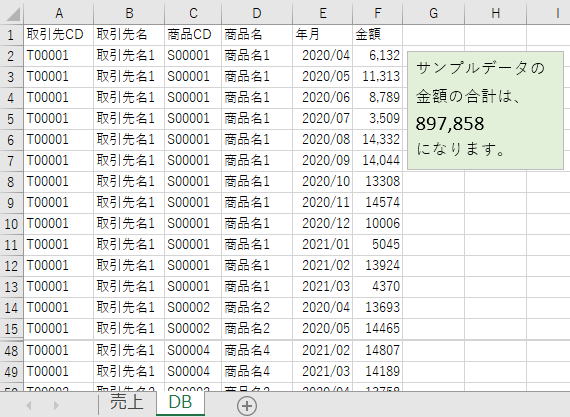 A B C D E F G H I
1 取引先CD 取引先名 商品CD 商品名 年月 金額
2 T00001 取引先名1 S00001 商品名1 2020/04 6,132
3 T00001 取引先名1 S00001 商品名1 2020/05 11,313
4 T00001 取引先名1 S00001 商品名1 2020/06 8,789
5 T00001 取引先名1 S00001 商品名1 2020/07 3,509
6 T00001 取引先名1 S00001 商品名1 2020/08 14,332
7 T00001 取引先名1 S00001 商品名1 2020/09 14,044
8 T00001 取引先名1 S00001 商品名1 2020/10 13308
9 T00001 取引先名1 S00001 商品名1 2020/11 14574
10 T00001 取引先名1 S00001 商品名1 2020/12 10006
11 T00001 取引先名1 S00001 商品名1 2021/01 5045
12 T00001 取引先名1 S00001 商品名1 2021/02 13924
13 T00001 取引先名1 S00001 商品名1 2021/03 4370
14 T00001 取引先名1 S00002 商品名2 2020/04 13693
15 T00001 取引先名1 S00002 商品名2 2020/05 14465
48 T00001 取引先名1 S00004 商品名4 2021/02 14807
49 T00001 取引先名1 S00004 商品名4 2021/03 14189
サンプルデータの
金額の合計は、
897,858
になります。
売上 DB